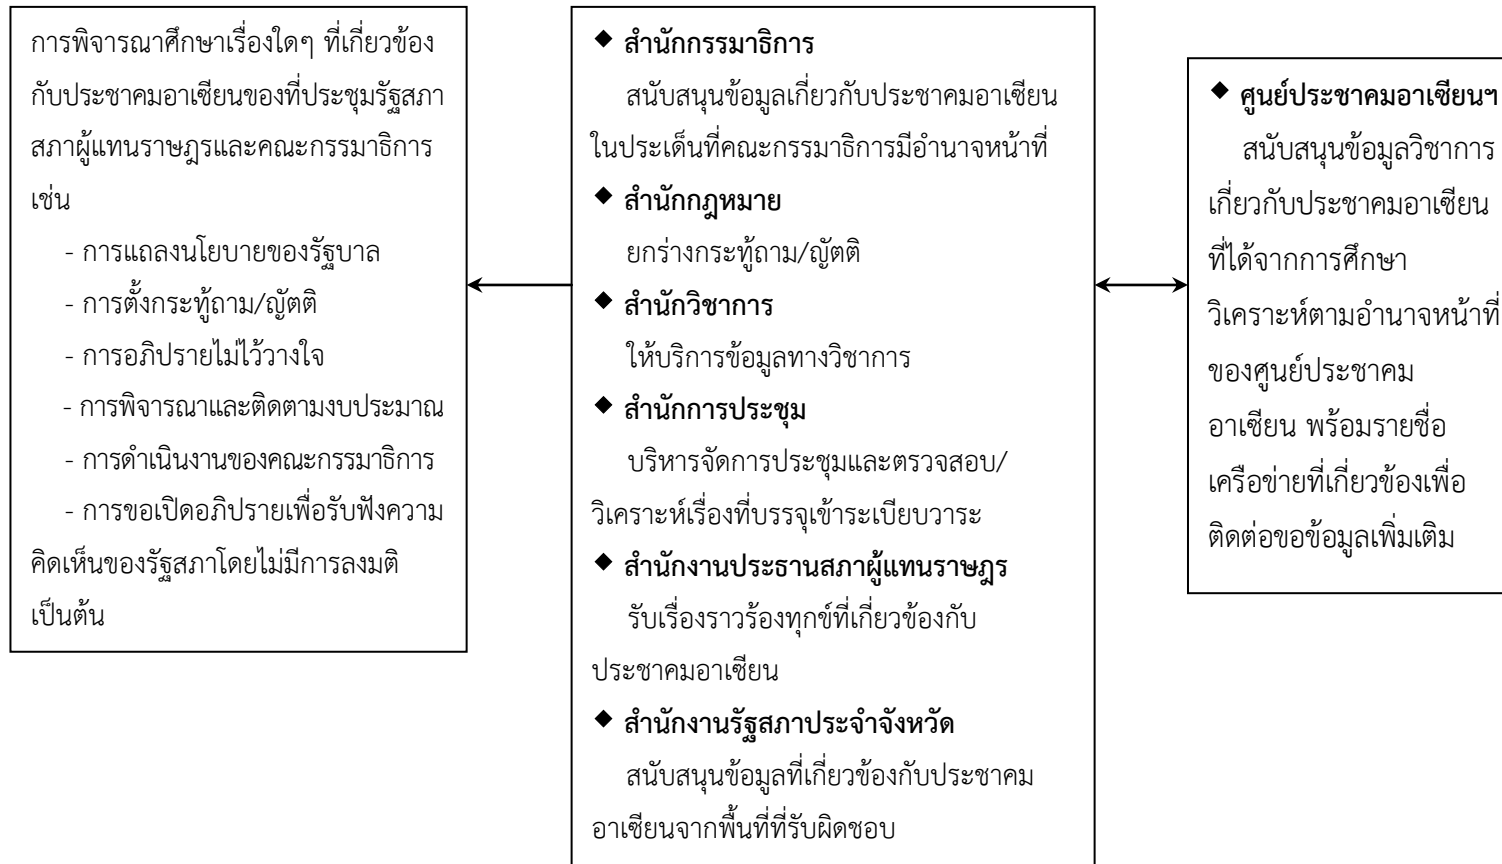 การพิจารณาศึกษาเรื่องใดๆ ที่เกี่ยวข้อง
กับประชาคมอาเซียนของที่ประชุมรัฐสภา
สภาผู้แทนราษฎรและคณะกรรมาธิการ
เช่น
- การแถลงนโยบายของรัฐบาล
- การตั้งกระทู้ถาม/ญัตติ
- การอภิปรายไม่ไว้วางใจ
- การพิจารณาและติดตามงบประมาณ
- การดำเนินงานของคณะกรรมาธิการ
- การขอเปิดอภิปรายเพื่อรับฟังความ
คิดเห็นของรัฐสภาโดยไม่มีการลงมติ
เป็นต้น
◆ สำนักกรรมาธิการ
สนับสนุนข้อมูลเกี่ยวกับประชาคมอาเซียน
ในประเด็นที่คณะกรรมาธิการมีอำนาจหน้าที่
◆ สำนักกฎหมาย
ยกร่างกระทู้ถาม/ญัตติ
◆ สำนักวิชาการ
ให้บริการข้อมูลทางวิชาการ
◆ สำนักการประชุม
บริหารจัดการประชุมและตรวจสอบ/
วิเคราะห์เรื่องที่บรรจุเข้าระเบียบวาระ
◆ สำนักงานประธานสภาผู้แทนราษฎร
รับเรื่องราวร้องทุกข์ที่เกี่ยวข้องกับ
ประชาคมอาเซียน
◆ สำนักงานรัฐสภาประจำจังหวัด
สนับสนุนข้อมูลที่เกี่ยวข้องกับประชาคม
อาเซียนจากพื้นที่ที่รับผิดชอบ
◆ ศูนย์ประชาคมอาเซียนฯ
สนับสนุนข้อมูลวิชาการ
เกี่ยวกับประชาคมอาเซียน
ที่ได้จากการศึกษา
วิเคราะห์ตามอำนาจหน้าที่
ของศูนย์ประชาคม
อาเซียน พร้อมรายชื่อ
เครือข่ายที่เกี่ยวข้องเพื่อ
ติดต่อขอข้อมูลเพิ่มเติม